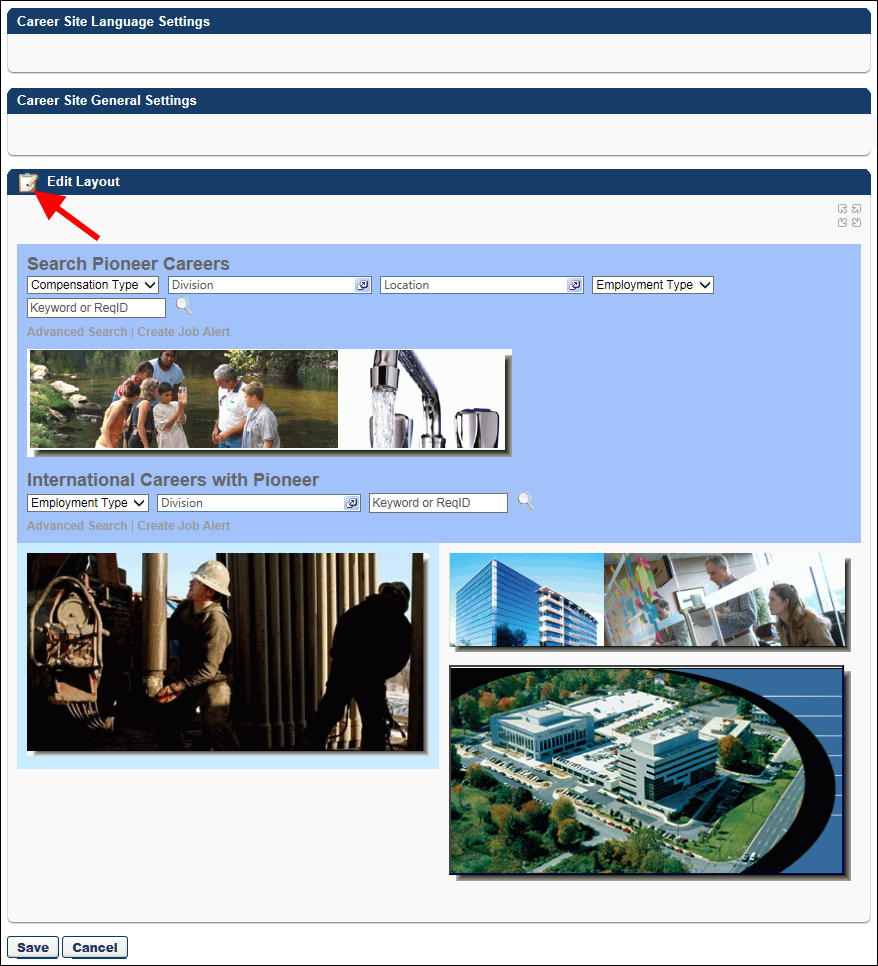 Career Site Language Settings
Career Site General Settings
Edit Layout
Search Pioneer Careers
Compensation Type Division Location Employment Type
Keyword or ReqID
Advanced Search | Create Job Alert
International Careers with Pioneer
Employment Type Division Keyword or ReqID
Advanced Search | Create Job Alert
Save Cancel